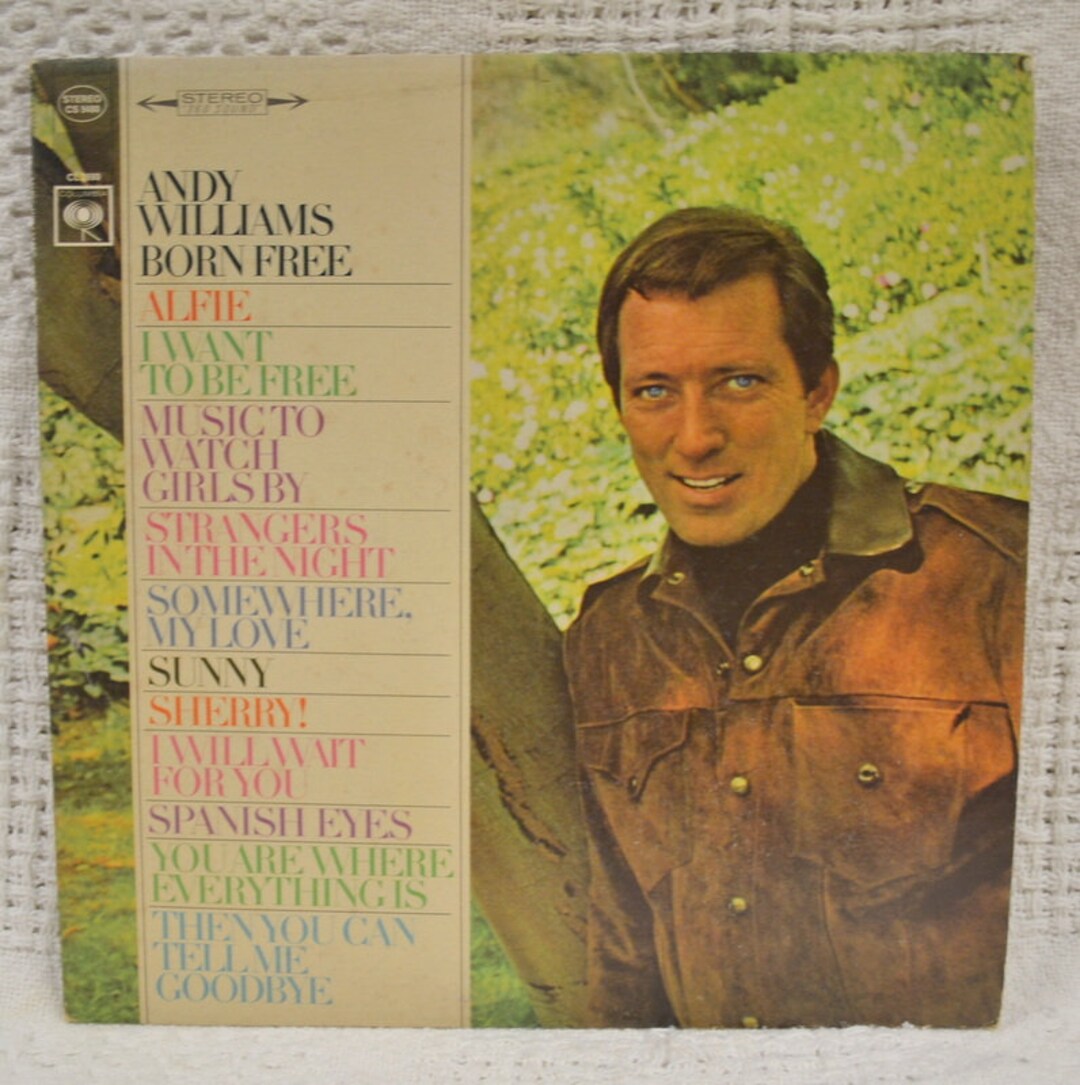 STEREO
STEREO
ANDY
WILLIAMS
BORN FREE
ALFIE
I WANT
TO BE FREE
MUSIC TO
WATCH
GIRLS BY
STRANGERS
IN THE NIGHT
SOMEWHERE,
MY LOVE
SUNNY
SHERRY!
I WILL WAIT
FOR YOU
SPANISH EYES
YOU ARE WHERE
EVERYTHING IS
THEN YOU CAN
TELL ME
GOODBYE